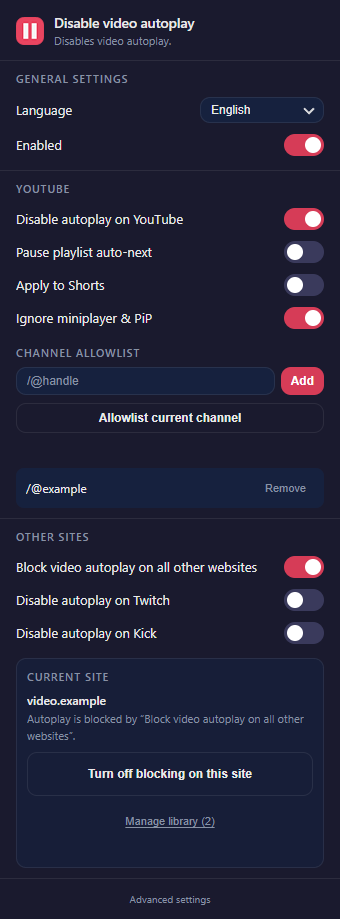 Disable video autoplay
Disables video autoplay.
GENERAL SETTINGS
Language
English
Enabled
YOUTUBE
Disable autoplay on YouTube
Pause playlist auto-next
Apply to Shorts
Ignore miniplayer & PiP
CHANNEL ALLOWLIST
/@handle
Add
Allowlist current channel
/@example
Remove
OTHER SITES
Block video autoplay on all other websites
Disable autoplay on Twitch
Disable autoplay on Kick
CURRENT SITE
video.example
Autoplay is blocked by “Block video autoplay on all other
websites”.
Turn off blocking on this site
Manage library (2)
Advanced settings